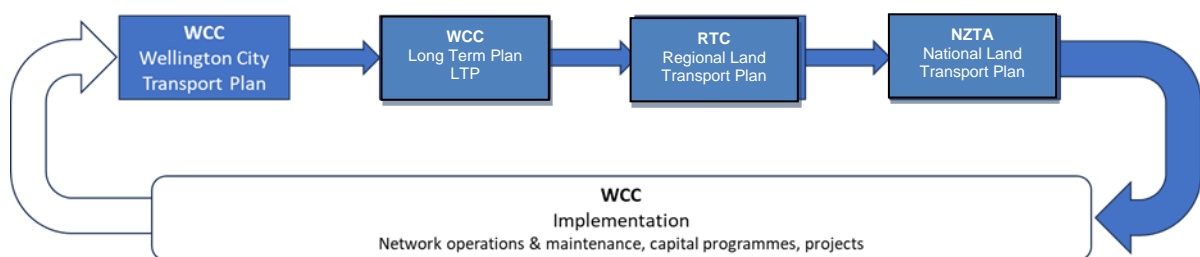 WCC
Wellington City
Transport Plan
WCC
Long Term Plan
LTP
RTC
Regional Land
Transport Plan
NZTA
National Land
Transport Plan
WCC
Implementation
Network operations & maintenance, capital programmes, projects